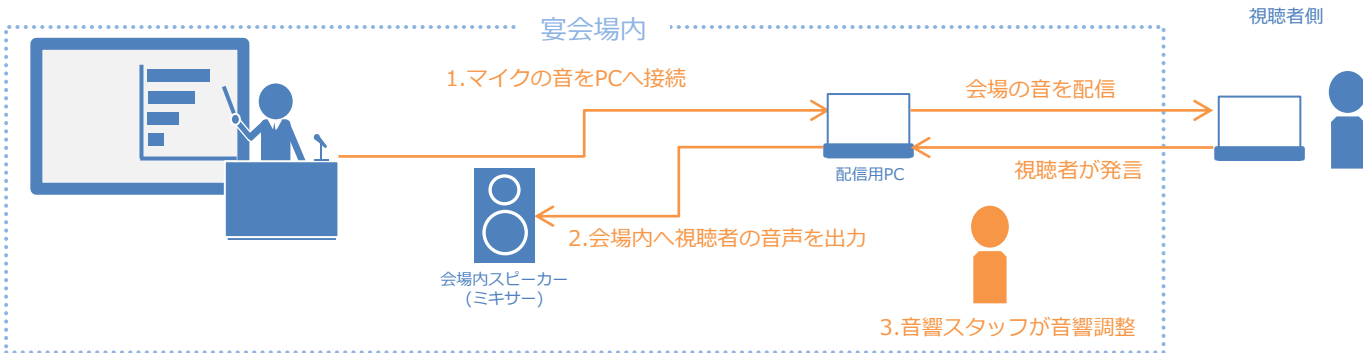 視聴者側
宴会場内
1.マイクの音をPCへ接続
会場の音を配信
配信用PC
視聴者が発言
2.会場内へ視聴者の音声を出力
会場内スピーカー
(ミキサー)
3.音響スタッフが音響調整